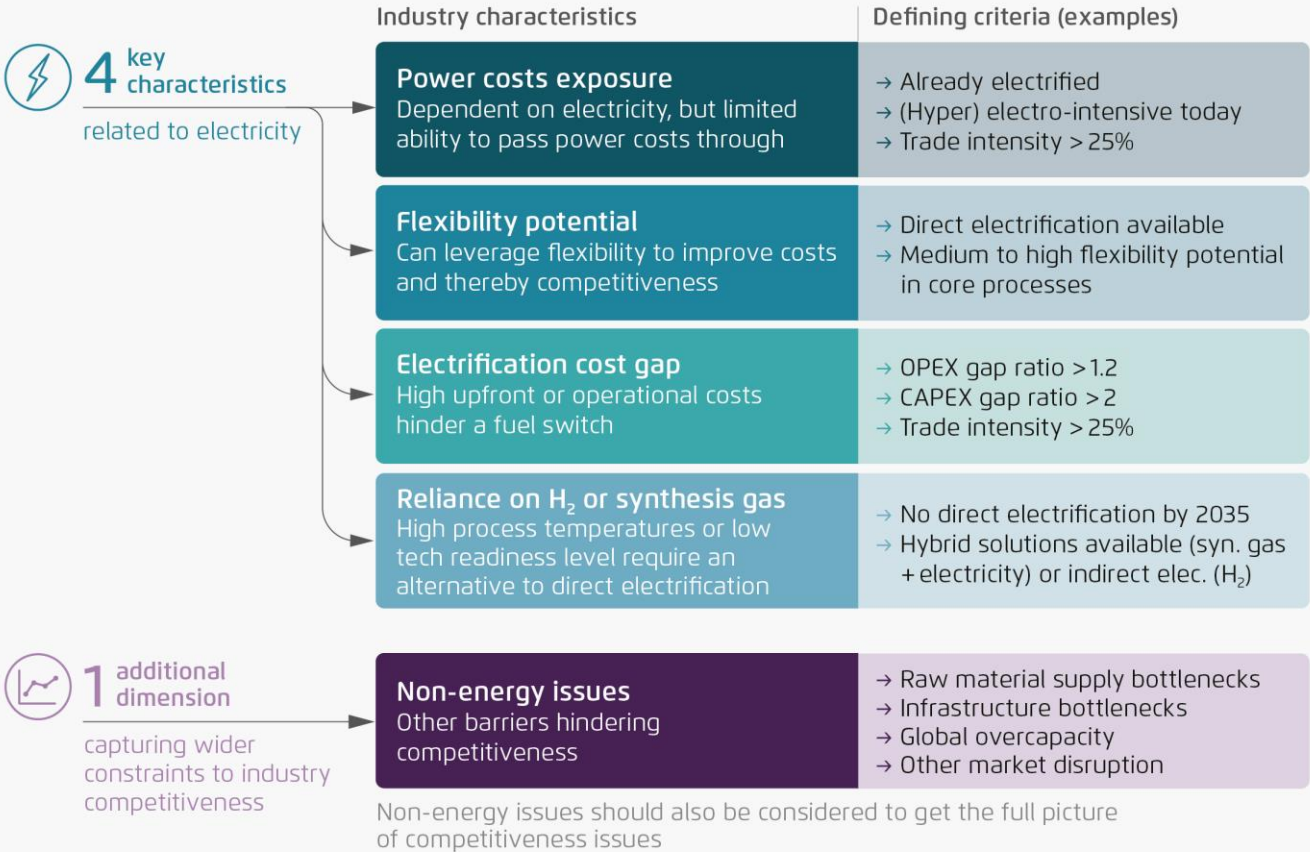 Industry characteristics
Defining criteria (examples)
4 key
characteristics
related to electricity
Power costs exposure
Dependent on electricity, but limited
ability to pass power costs through
→ Already electrified
→ (Hyper) electro-intensive today
→ Trade intensity > 25%
Flexibility potential
Can leverage flexibility to improve costs
and thereby competitiveness
→ Direct electrification available
→ Medium to high flexibility potential
in core processes
Electrification cost gap
High upfront or operational costs
hinder a fuel switch
→ OPEX gap ratio > 1.2
→ CAPEX gap ratio > 2
→ Trade intensity > 25%
Reliance on H₂ or synthesis gas
High process temperatures or low
tech readiness level require an
alternative to direct electrification
→ No direct electrification by 2035
→ Hybrid solutions available (syn. gas
+ electricity) or indirect elec. (H₂)
1 additional
dimension
capturing wider
constraints to industry
competitiveness
Non-energy issues
Other barriers hindering
competitiveness
→ Raw material supply bottlenecks
→ Infrastructure bottlenecks
→ Global overcapacity
→ Other market disruption
Non-energy issues should also be considered to get the full picture
of competitiveness issues